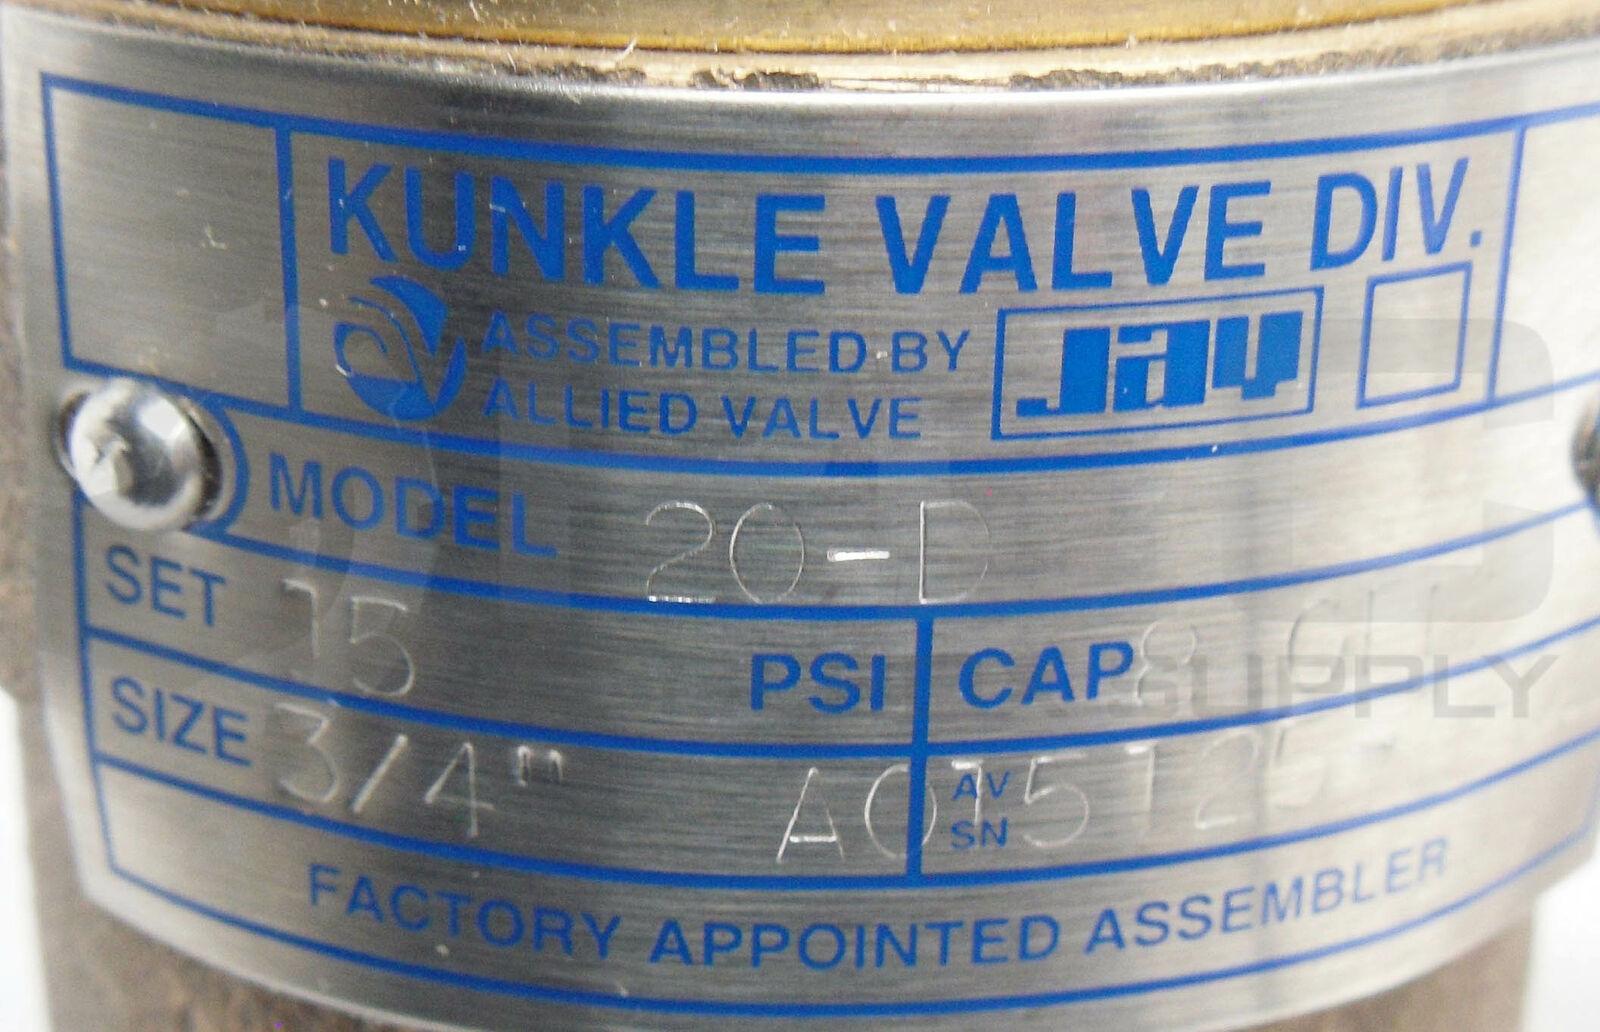 KUNKLE VALVE DIV.
ASSEMBLED BY
ALLIED VALVE
Jay
MODEL 20-D
SET 15 PSI CAP
SIZE 3/4" AV
SN
FACTORY APPOINTED ASSEMBLER
SUPPLY